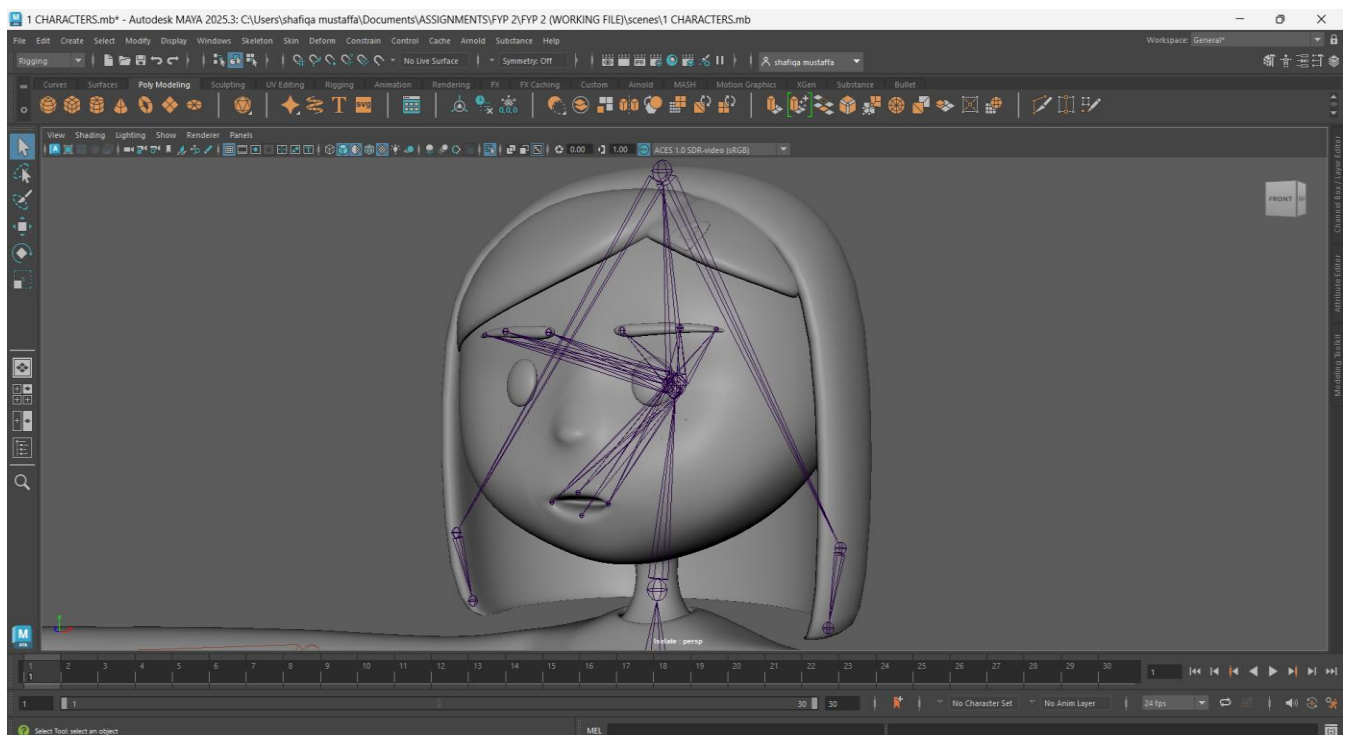 1 CHARACTERS.mb* - Autodesk MAYA 2025.3: C:\Users\shafiqa mustaffa\Documents\ASSIGNMENTS\FYP 2\FYP 2 (WORKING FILE)\scenes\1 CHARACTERS.mb
File Edit Create Select Modify Display Windows Skeleton Skin Deform Constrain Control Cache Arnold Substance Help Workspace: General*
Rigging No Live Surface Symmetry: Off shafiqa mustaffa
Curves Surfaces Poly Modeling Sculpting UV Editing Rigging Animation Rendering FX FX Caching Custom Arnold MASH Motion Graphics XGen Substance Bullet
T SVG 0,0,0
View Shading Lighting Show Renderer Panels
0.00 1.00 ACES 1.0 SDR-video (sRGB)
FRONT
Channel Box / Layer Editor
Attribute Editor
Modeling Toolkit
y
Isolate : persp
M
1 2 3 4 5 6 7 8 9 10 11 12 13 14 15 16 17 18 19 20 21 22 23 24 25 26 27 28 29 30
1 1
1 1 30 30 No Character Set No Anim Layer 24 fps
Select Tool: select an object MEL